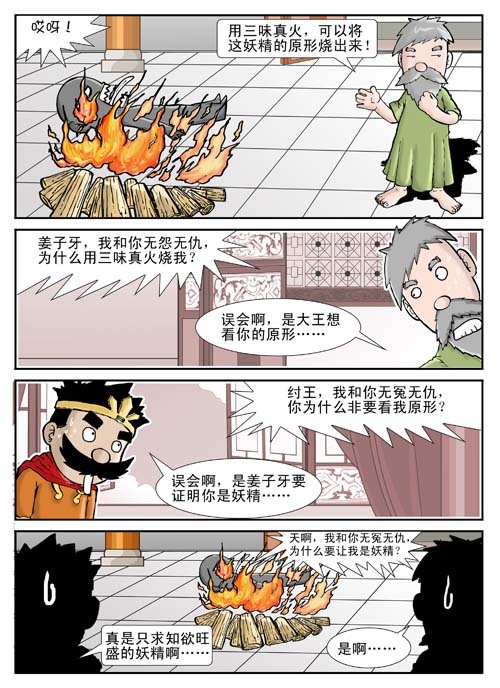 哎呀！
用三味真火，可以将
这妖精的原形烧出来！
姜子牙，我和你无怨无仇，
为什么用三味真火烧我？
误会啊，是大王想
看你的原形……
纣王，我和你无冤无仇，
你为什么非要看我原形？
误会啊，是姜子牙要
证明你是妖精……
天啊，我和你无冤无仇，
为什么要让我是妖精？
真是只求知欲旺
盛的妖精啊……
是啊……